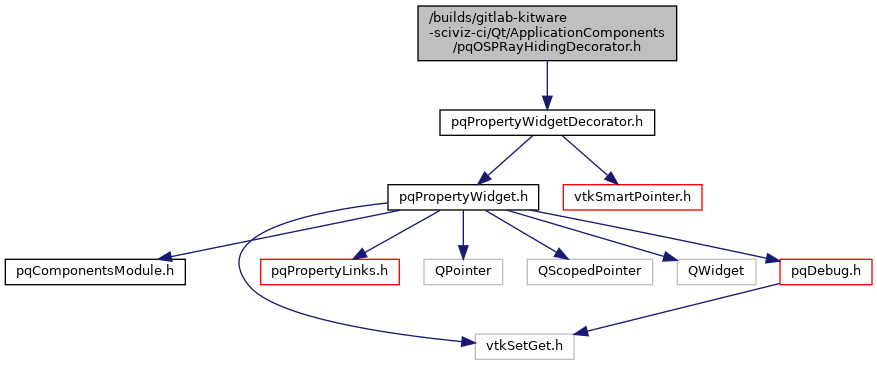 /builds/gitlab-kitware
-sciviz-ci/Qt/ApplicationComponents
/pqOSPRayHidingDecorator.h
pqPropertyWidgetDecorator.h
pqPropertyWidget.h
vtkSmartPointer.h
pqComponentsModule.h
pqPropertyLinks.h
QPointer
QScopedPointer
QWidget
pqDebug.h
vtkSetGet.h